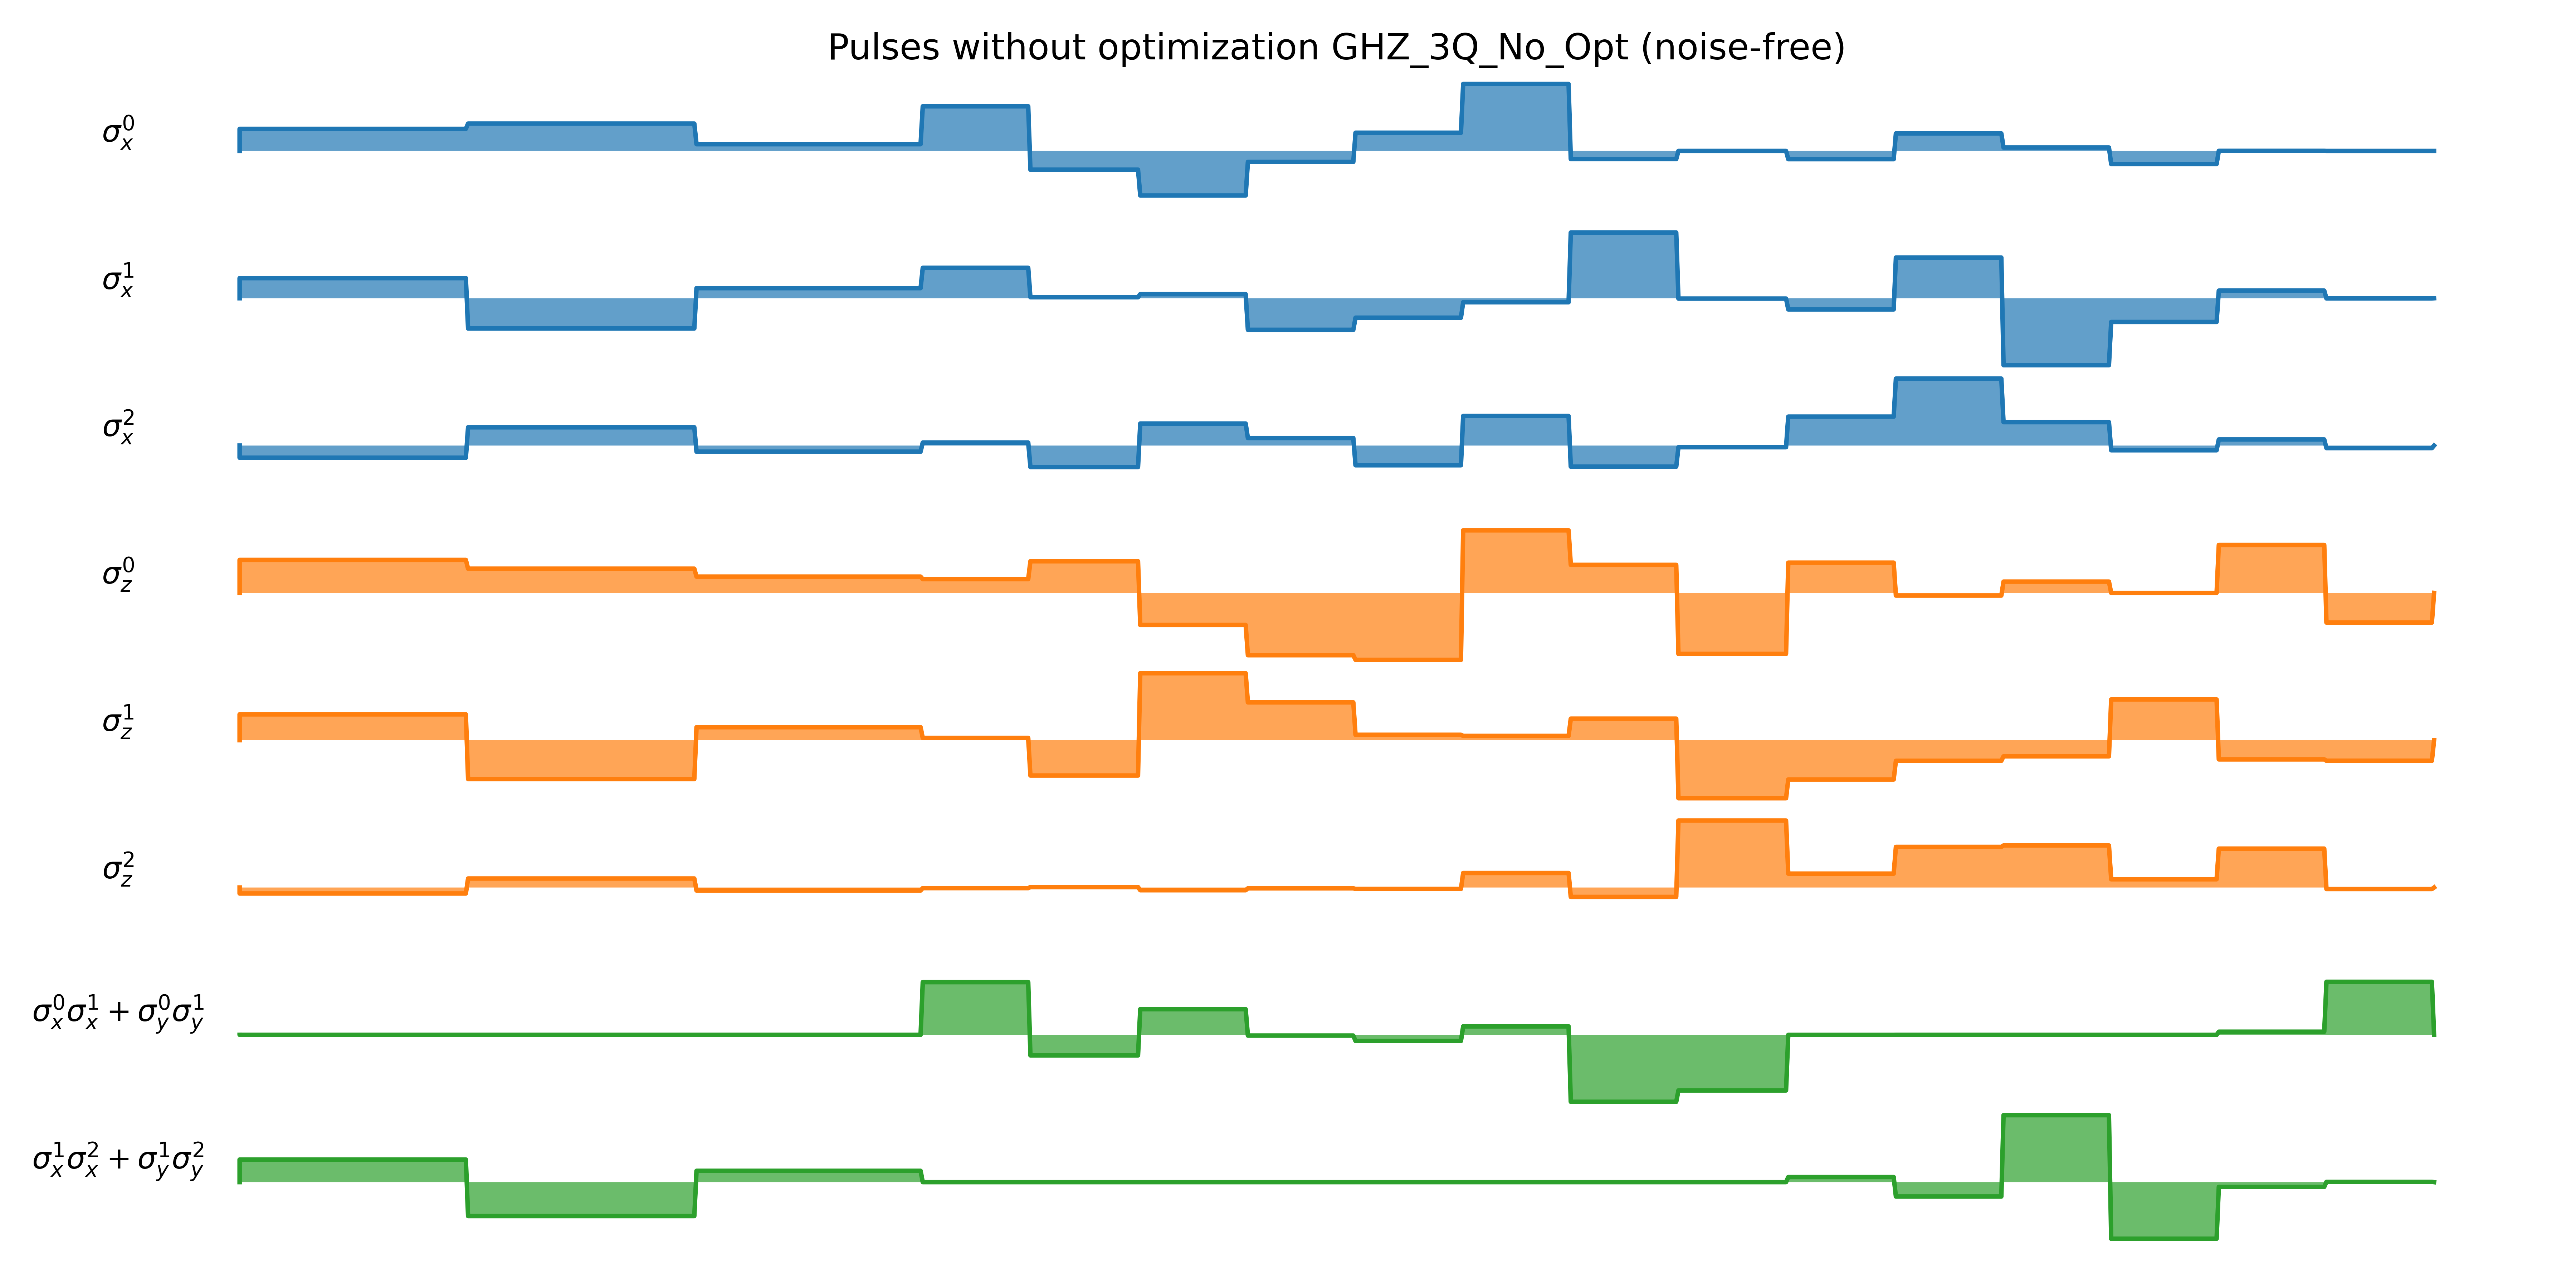 Pulses without optimization GHZ_3Q_No_Opt (noise-free)
σ_x^0
σ_x^1
σ_x^2
σ_z^0
σ_z^1
σ_z^2
σ_x^0σ_x^1 + σ_y^0σ_y^1
σ_x^1σ_x^2 + σ_y^1σ_y^2